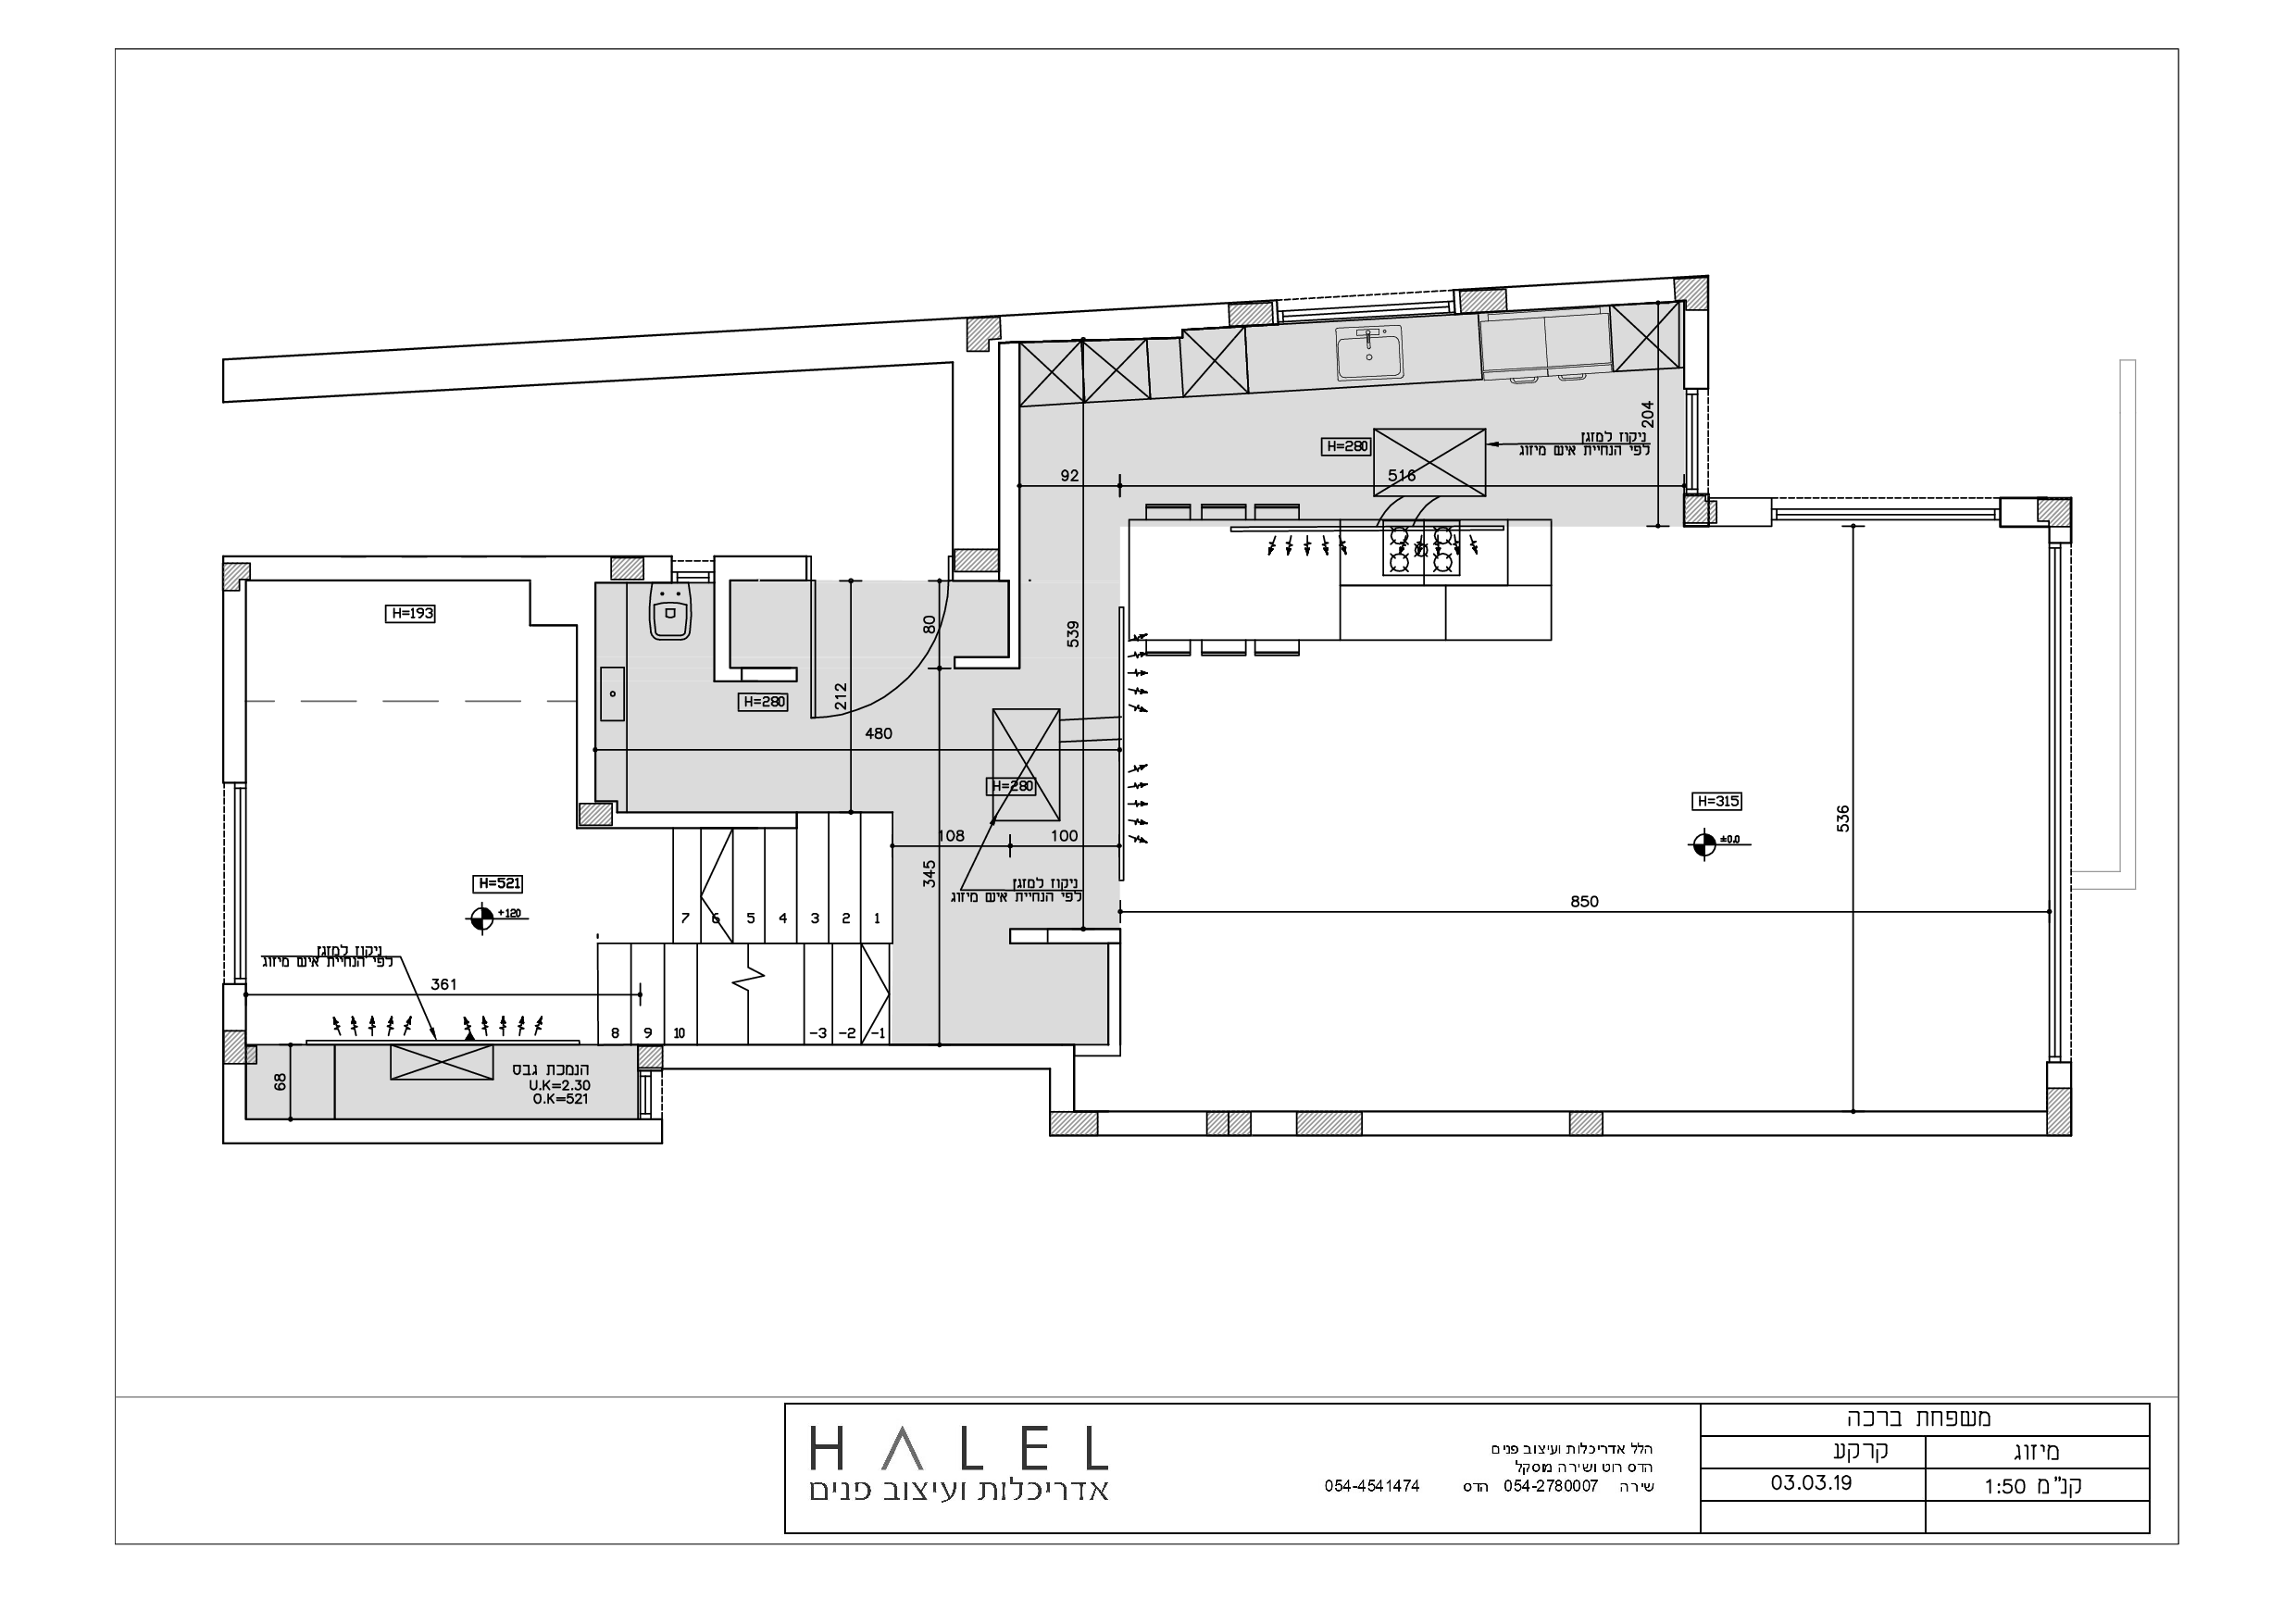 204
H=280
ניקוז למזגן
לפי הנחיית איש מיזוג
92
516
H=193
80
539
212
H=280
480
H=280
H=315
536
±0.0
108
100
345
ניקוז למזגן
לפי הנחיית איש מיזוג
850
H=521
+120
7 6 5 4 3 2 1
ניקוז למזגן
לפי הנחיית איש מיזוג
361
8 9 10 -3 -2 -1
68
הנמכת גבס
U.K=2.30
O.K=521
HALEL
אדריכלות ועיצוב פנים
הלל אדריכלות ועיצוב פנים
הדס רוט ושירה מוסקל
שירה 054-2780007 הדס 054-4541474
משפחת ברכה
מיזוג קרקע
קנ"מ 1:50 03.03.19